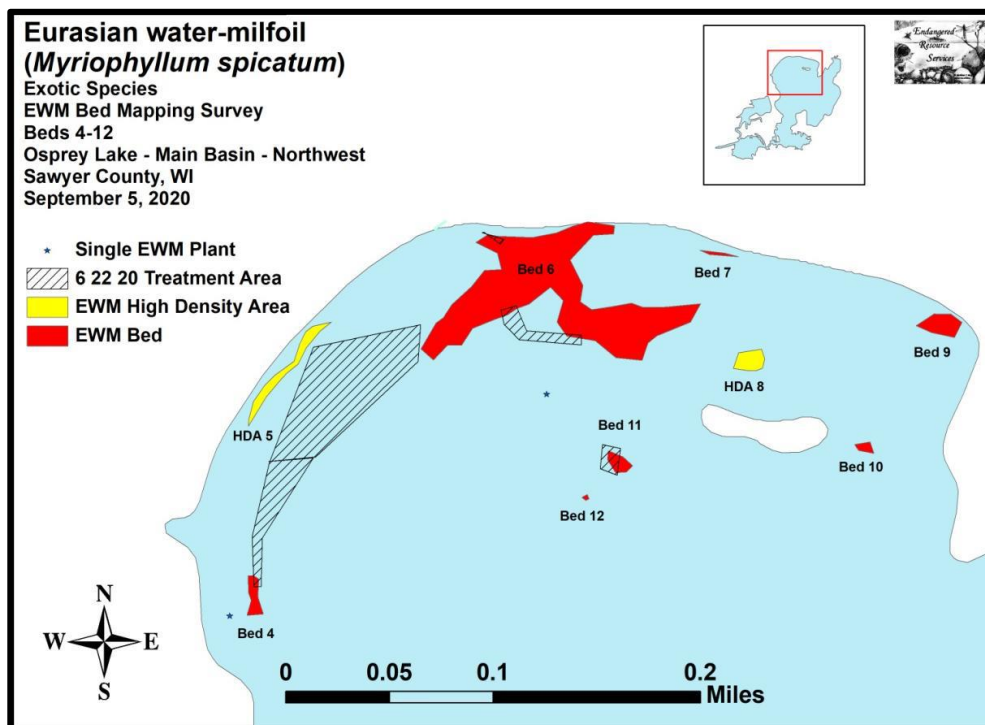 Eurasian water-milfoil
(Myriophyllum spicatum)
Exotic Species
EWM Bed Mapping Survey
Beds 4-12
Osprey Lake - Main Basin - Northwest
Sawyer County, WI
September 5, 2020
Endangered
Resource
Services
Single EWM Plant
6 22 20 Treatment Area
EWM High Density Area
EWM Bed
Bed 6
Bed 7
Bed 9
HDA 8
HDA 5
Bed 11
Bed 10
Bed 12
Bed 4
N
W
E
S
0
0.05
0.1
0.2
Miles